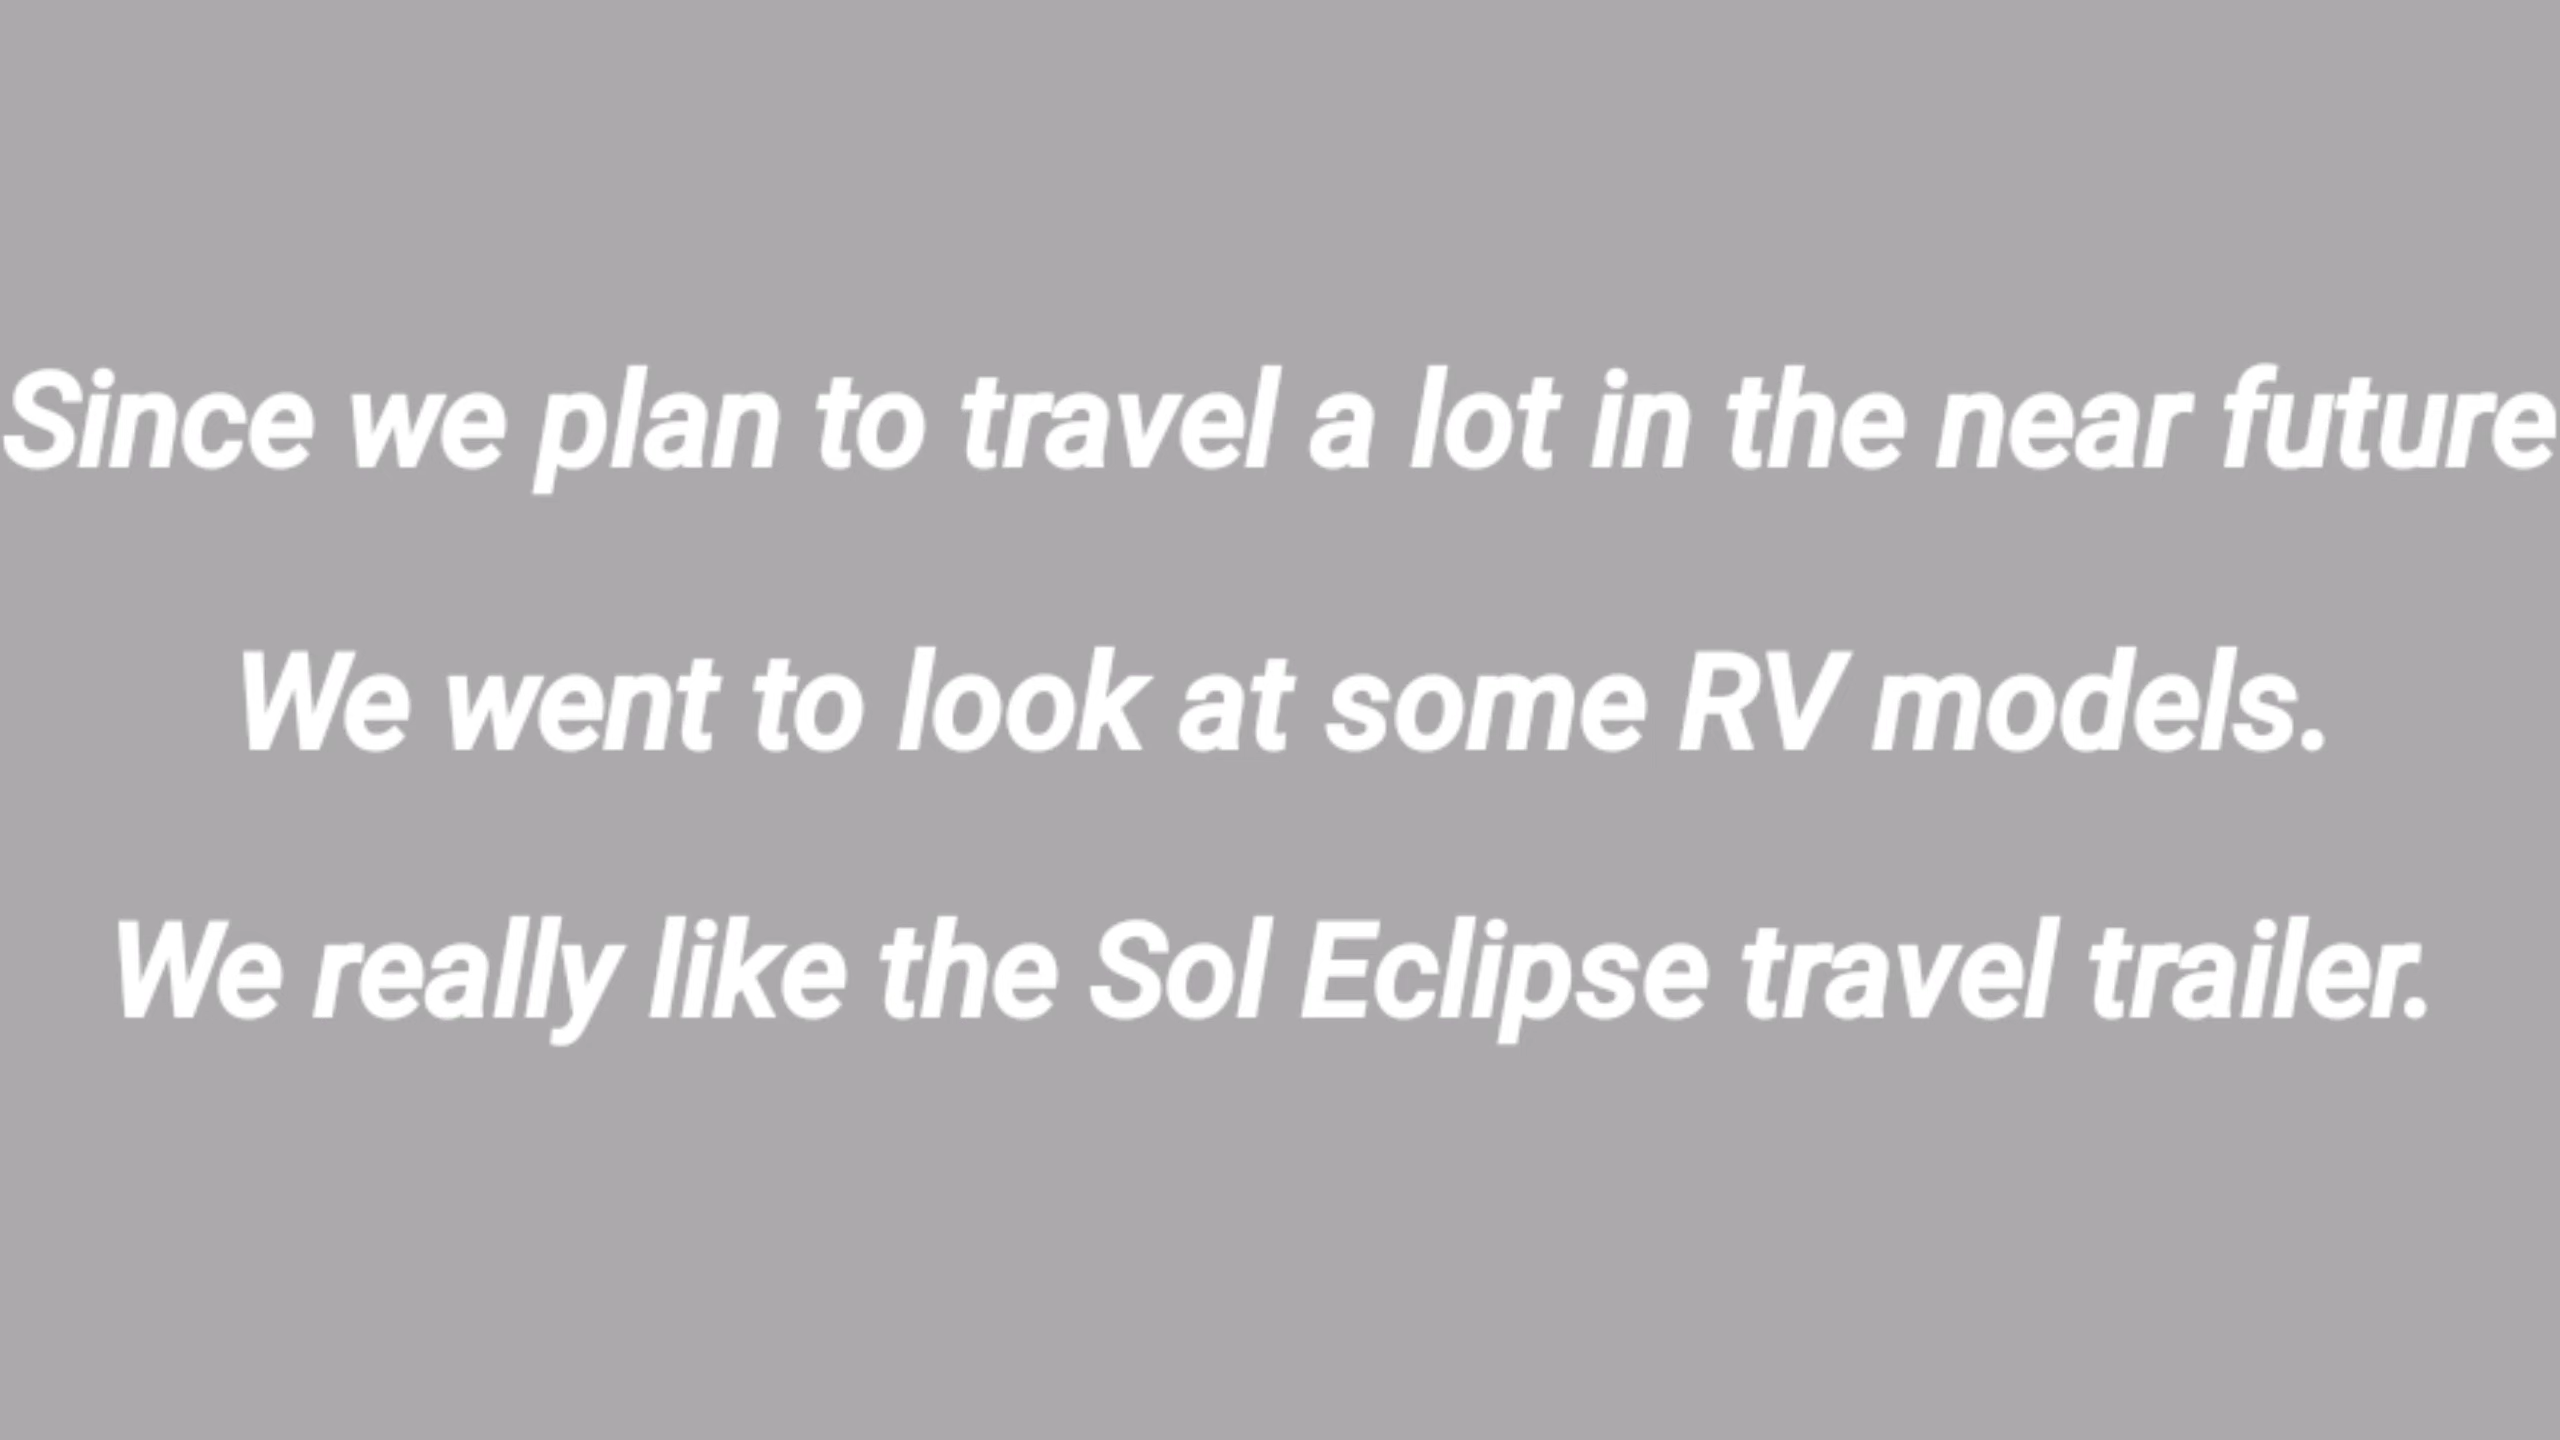 Since we plan to travel a lot in the near future
We went to look at some RV models.
We really like the Sol Eclipse travel trailer.